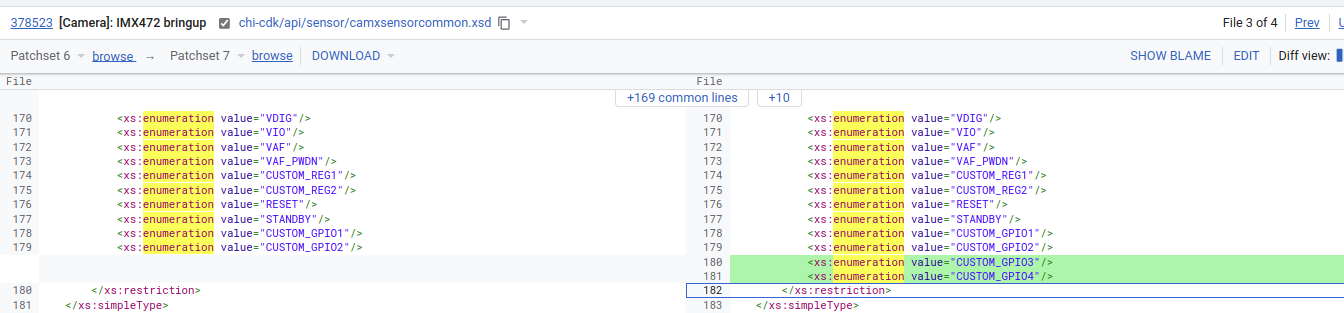 378523 [Camera]: IMX472 bringup chi-cdk/api/sensor/camxsensorcommon.xsd File 3 of 4 Prev
Patchset 6 browse → Patchset 7 browse DOWNLOAD SHOW BLAME EDIT Diff view:
File File
+169 common lines +10
170 <xs:enumeration value="VDIG"/> 170 <xs:enumeration value="VDIG"/>
171 <xs:enumeration value="VIO"/> 171 <xs:enumeration value="VIO"/>
172 <xs:enumeration value="VAF"/> 172 <xs:enumeration value="VAF"/>
173 <xs:enumeration value="VAF_PWDN"/> 173 <xs:enumeration value="VAF_PWDN"/>
174 <xs:enumeration value="CUSTOM_REG1"/> 174 <xs:enumeration value="CUSTOM_REG1"/>
175 <xs:enumeration value="CUSTOM_REG2"/> 175 <xs:enumeration value="CUSTOM_REG2"/>
176 <xs:enumeration value="RESET"/> 176 <xs:enumeration value="RESET"/>
177 <xs:enumeration value="STANDBY"/> 177 <xs:enumeration value="STANDBY"/>
178 <xs:enumeration value="CUSTOM_GPIO1"/> 178 <xs:enumeration value="CUSTOM_GPIO1"/>
179 <xs:enumeration value="CUSTOM_GPIO2"/> 179 <xs:enumeration value="CUSTOM_GPIO2"/>
180 <xs:enumeration value="CUSTOM_GPIO3"/>
181 <xs:enumeration value="CUSTOM_GPIO4"/>
180 </xs:restriction> 182 </xs:restriction>
181 </xs:simpleType> 183 </xs:simpleType>